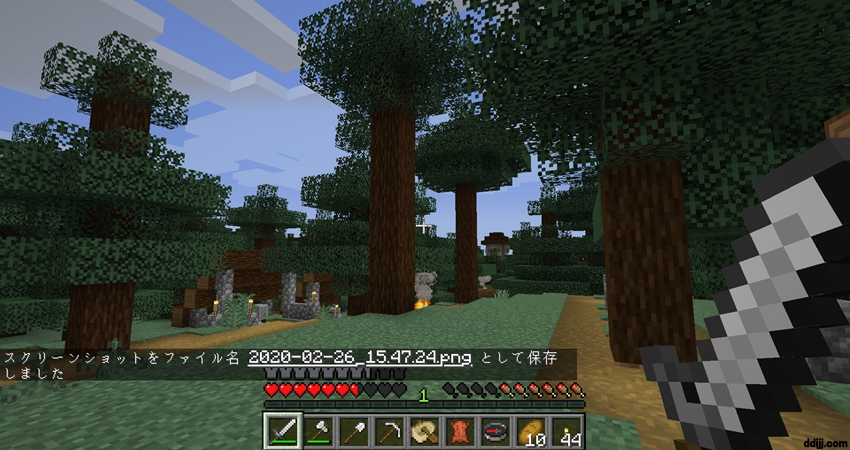 スクリーンショットをファイル名 2020-02-26_15.47.24.png として保存
しました
1
10
44
ddjjj.com